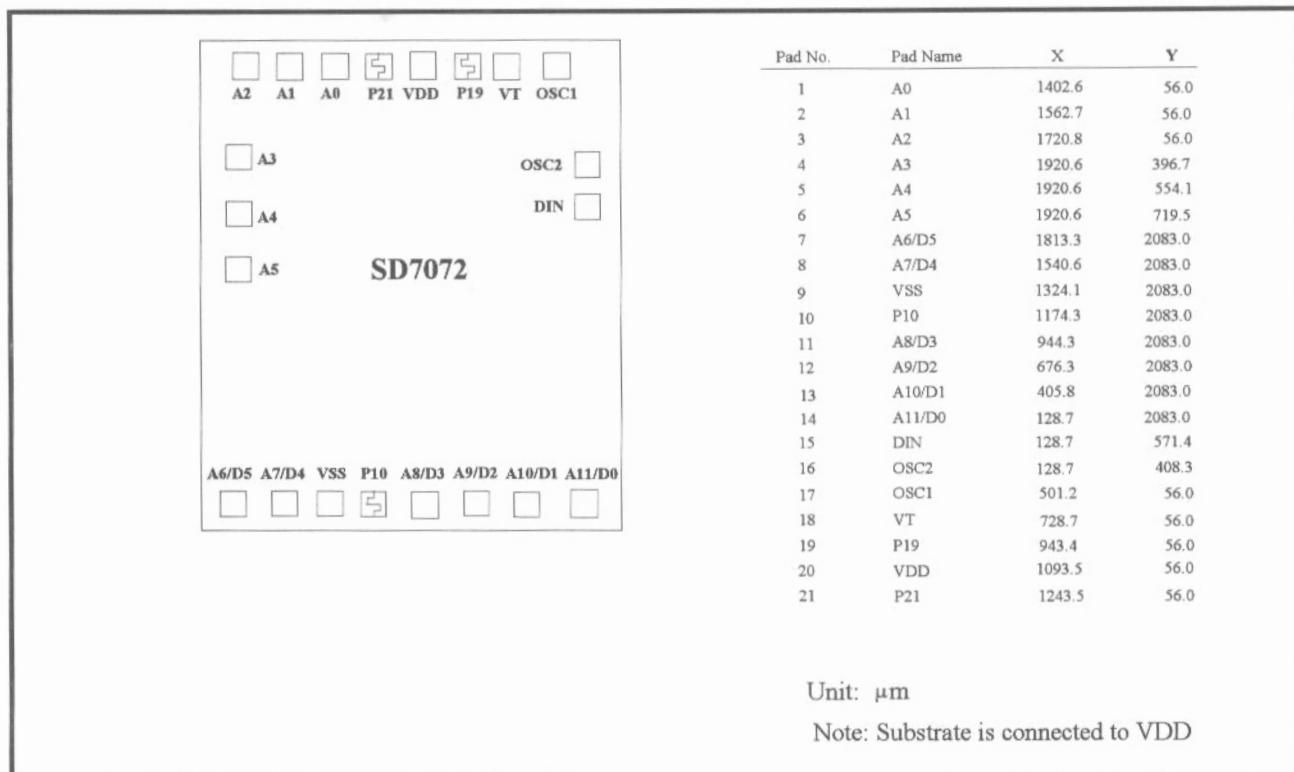 A2 A1 A0 P21 VDD P19 VT OSC1
A3
OSC2
A4
DIN
A5
SD7072
A6/D5 A7/D4 VSS P10 A8/D3 A9/D2 A10/D1 A11/D0
Pad No. Pad Name X Y
1 A0 1402.6 56.0
2 A1 1562.7 56.0
3 A2 1720.8 56.0
4 A3 1920.6 396.7
5 A4 1920.6 554.1
6 A5 1920.6 719.5
7 A6/D5 1813.3 2083.0
8 A7/D4 1540.6 2083.0
9 VSS 1324.1 2083.0
10 P10 1174.3 2083.0
11 A8/D3 944.3 2083.0
12 A9/D2 676.3 2083.0
13 A10/D1 405.8 2083.0
14 A11/D0 128.7 2083.0
15 DIN 128.7 571.4
16 OSC2 128.7 408.3
17 OSC1 501.2 56.0
18 VT 728.7 56.0
19 P19 943.4 56.0
20 VDD 1093.5 56.0
21 P21 1243.5 56.0
Unit: μm
Note: Substrate is connected to VDD